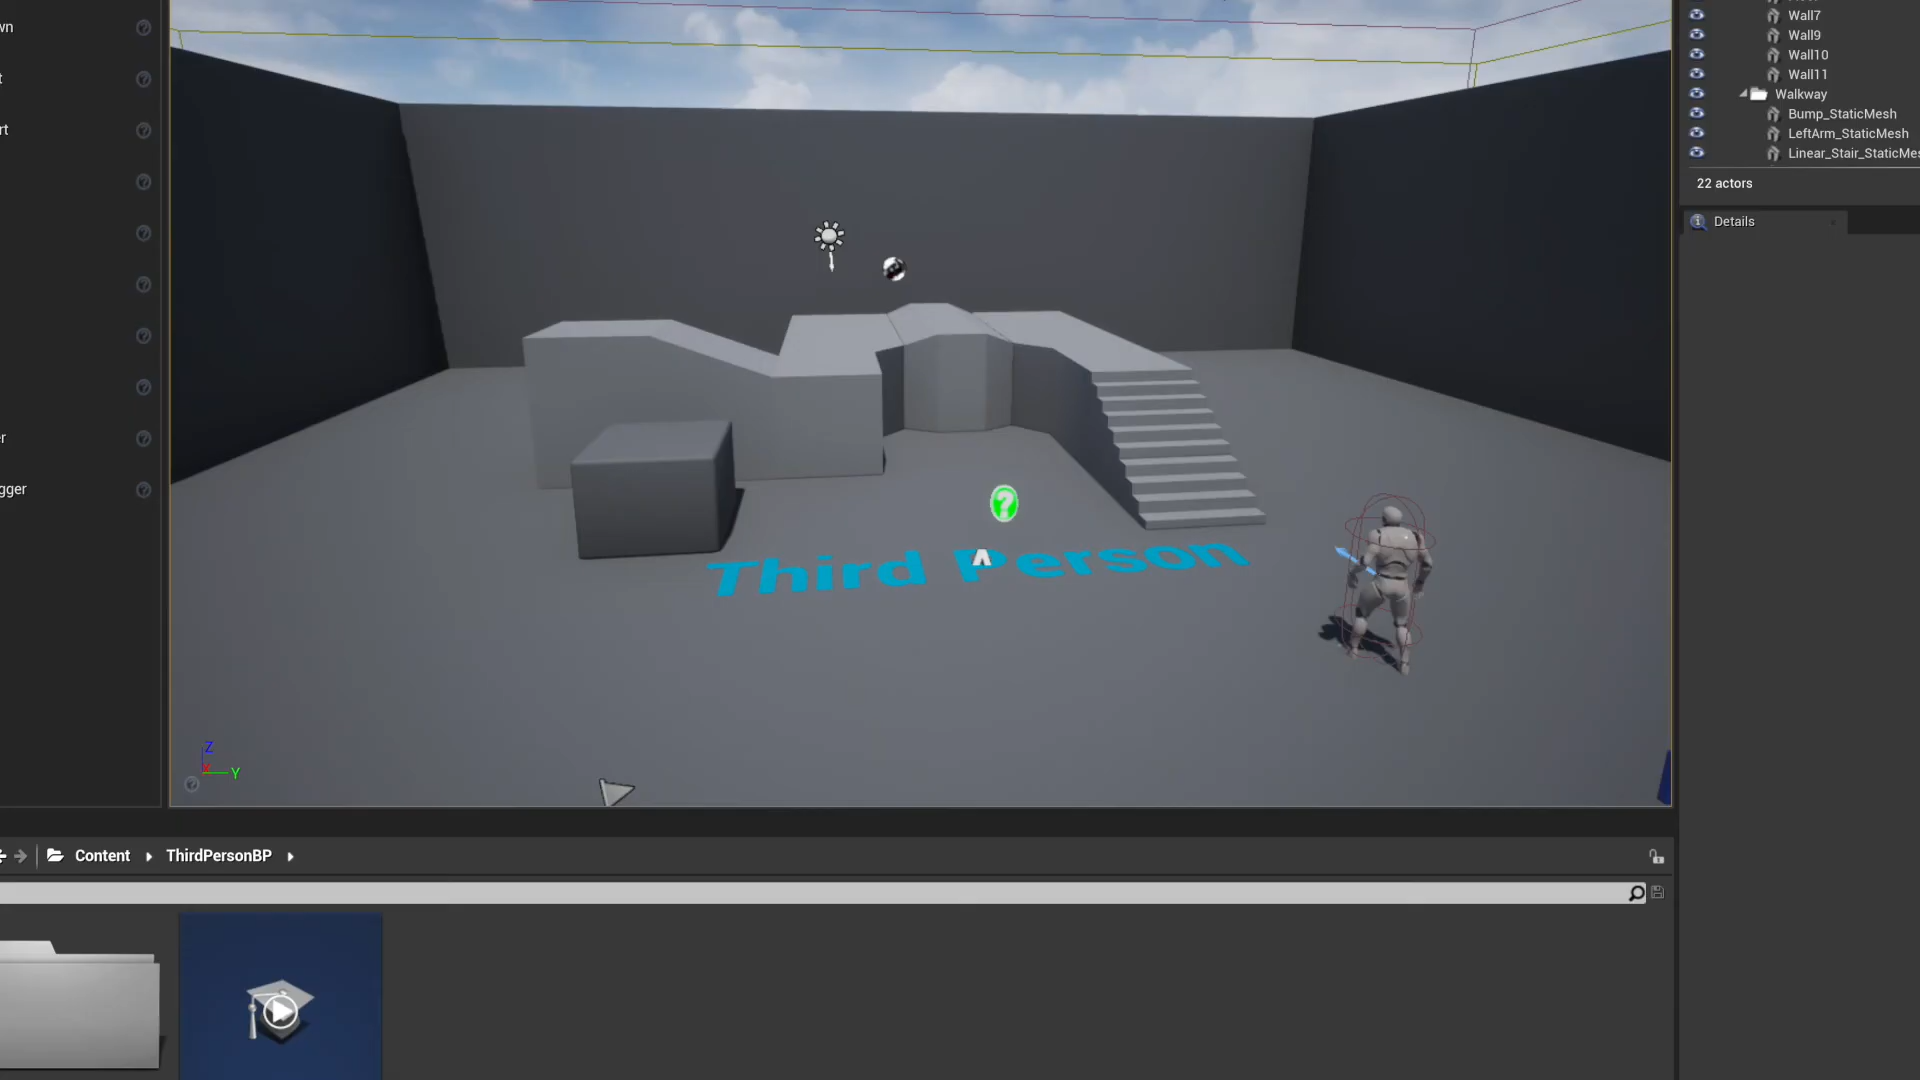 wn
t
rt
r
gger
Wall7
Wall9
Wall10
Wall11
Walkway
Bump_StaticMesh
LeftArm_StaticMesh
Linear_Stair_StaticMes
22 actors
Details
Third Person
Z
X
Y
Content
ThirdPersonBP